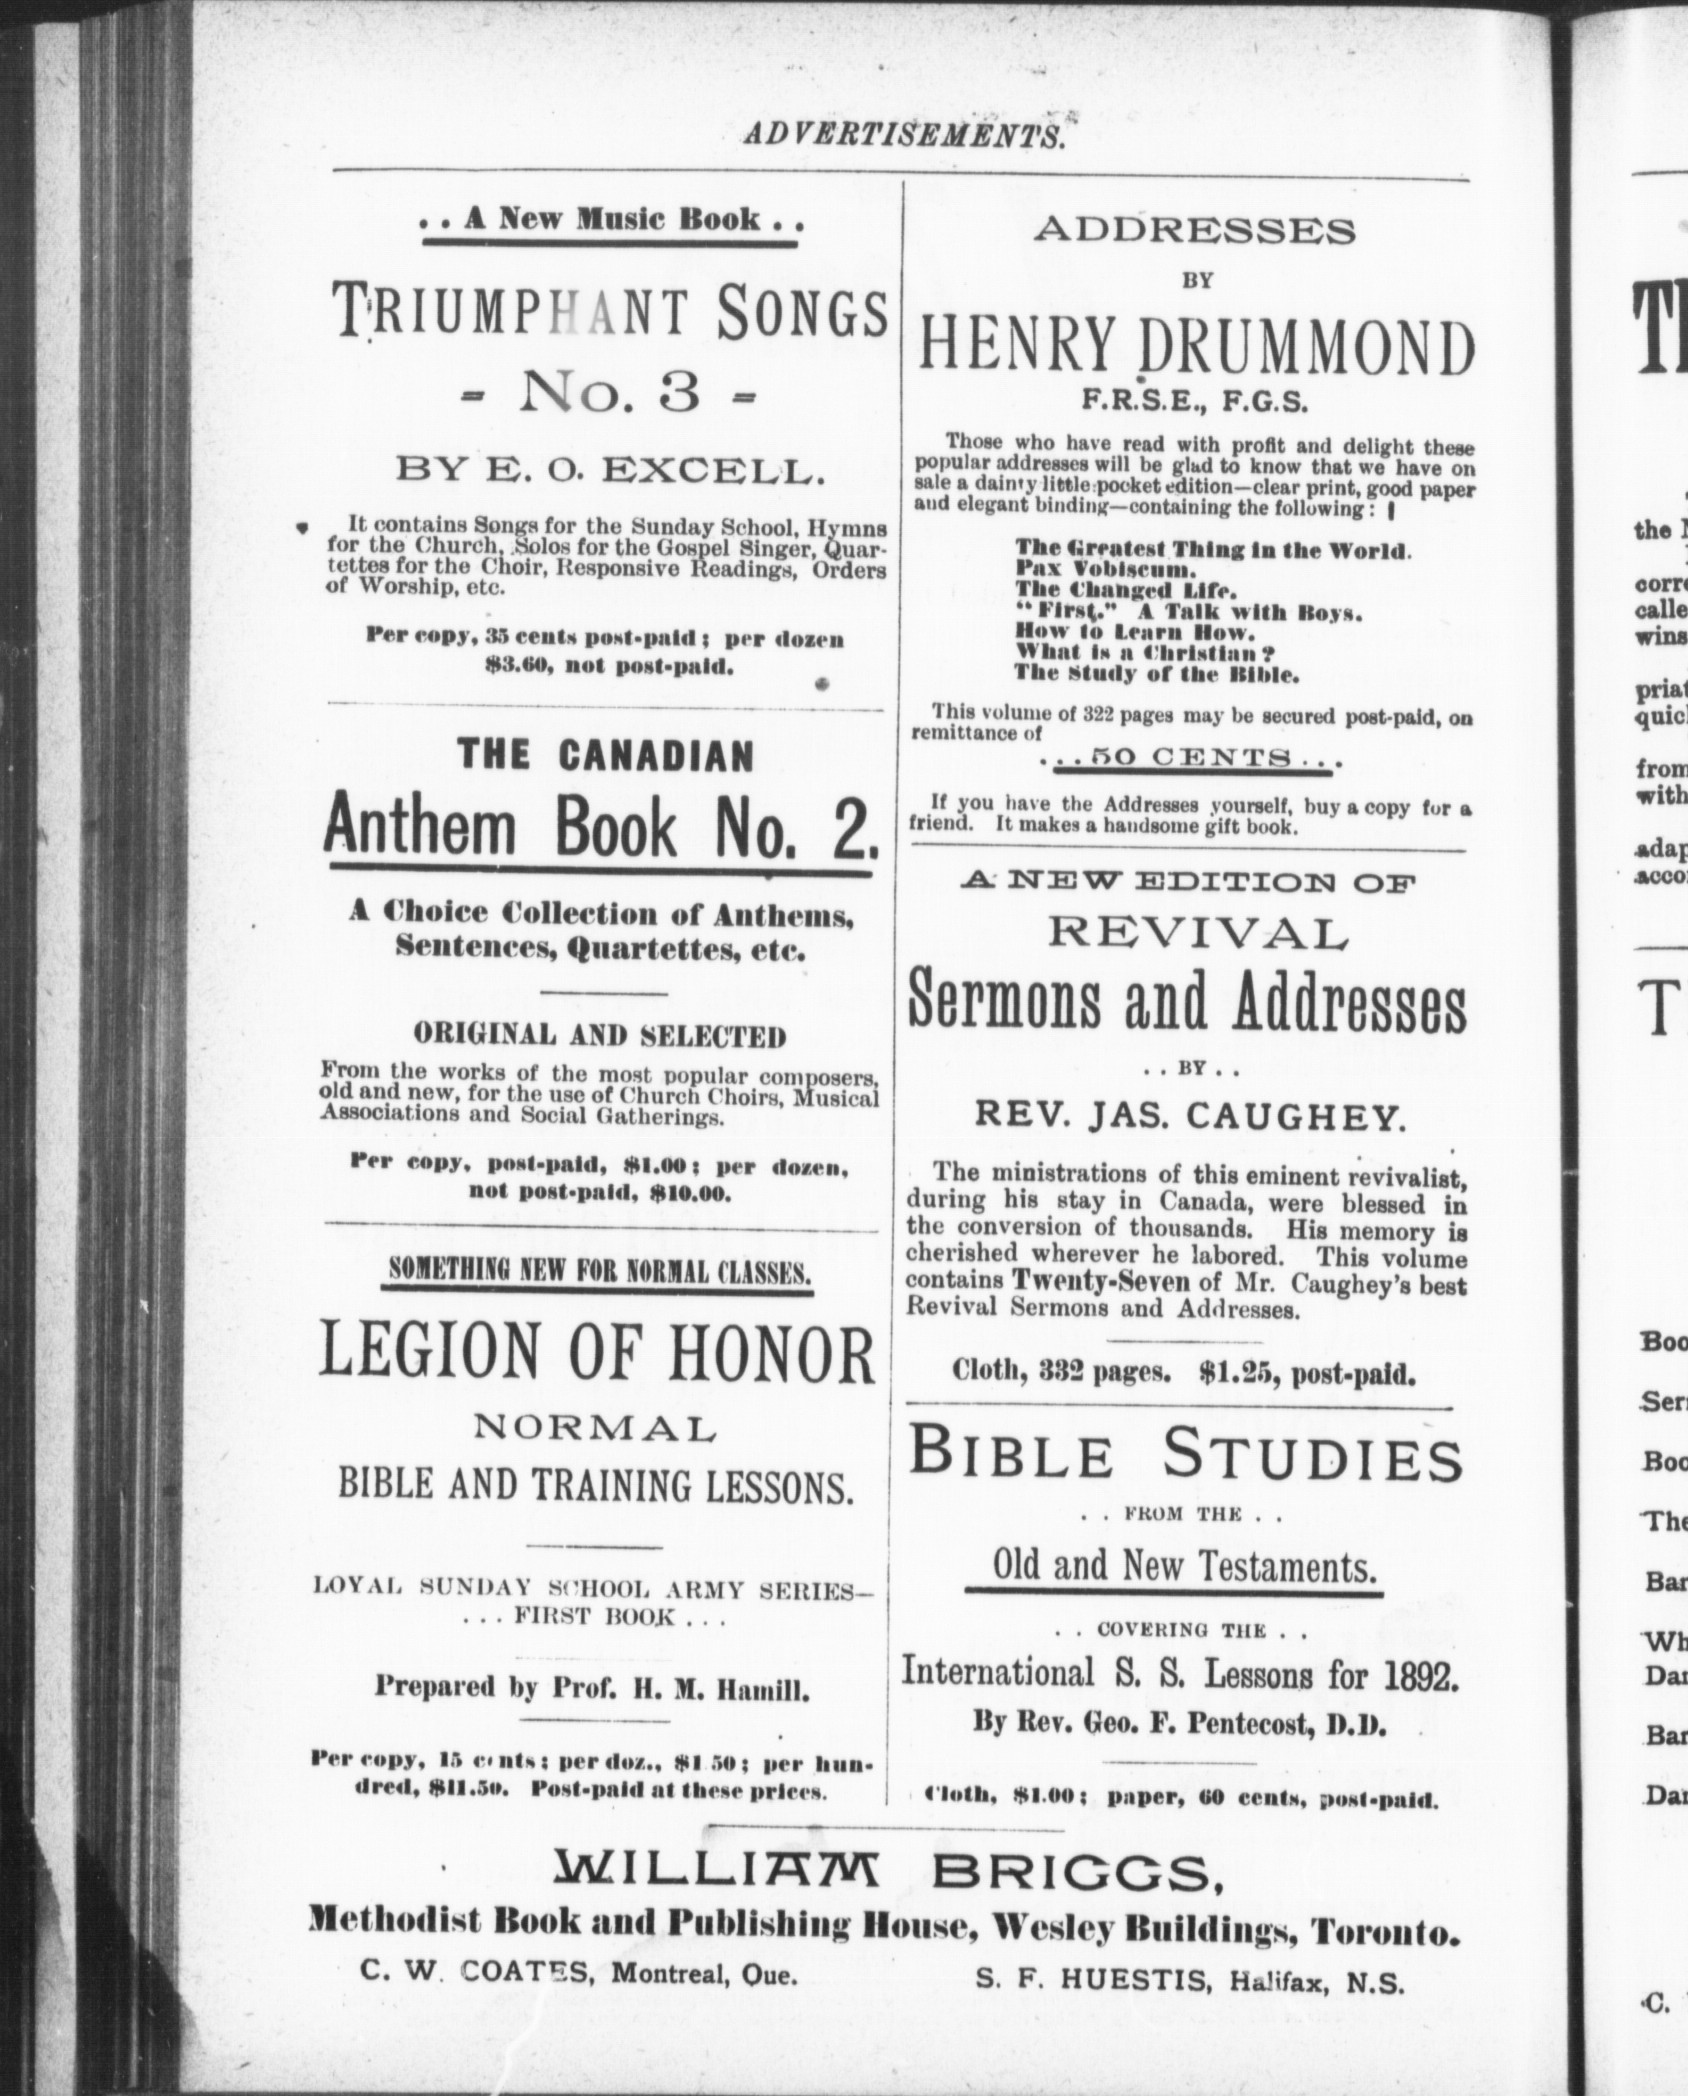 ADVERTISEMENTS.
. . A New Music Book . .
TRIUMPHANT SONGS
- No. 3 -
BY E. O. EXCELL.
It contains Songs for the Sunday School, Hymns
for the Church, Solos for the Gospel Singer, Quar-
tettes for the Choir, Responsive Readings, Orders
of Worship, etc.
Per copy, 35 cents post-paid; per dozen
$3.60, not post-paid.
THE CANADIAN
Anthem Book No. 2.
A Choice Collection of Anthems,
Sentences, Quartettes, etc.
ORIGINAL AND SELECTED
From the works of the most popular composers,
old and new, for the use of Church Choirs, Musical
Associations and Social Gatherings.
Per copy, post-paid, $1.00; per dozen,
not post-paid, $10.00.
SOMETHING NEW FOR NORMAL CLASSES.
LEGION OF HONOR
NORMAL
BIBLE AND TRAINING LESSONS.
LOYAL SUNDAY SCHOOL ARMY SERIES—
. . . FIRST BOOK . . .
Prepared by Prof. H. M. Hamill.
Per copy, 15 cents; per doz., $1 50; per hun-
dred, $11.50. Post-paid at these prices.
ADDRESSES
BY
HENRY DRUMMOND
F.R.S.E., F.G.S.
Those who have read with profit and delight these
popular addresses will be glad to know that we have on
sale a dainty little pocket edition—clear print, good paper
and elegant binding—containing the following:
The Greatest Thing in the World.
Pax Vobiscum.
The Changed Life.
"First." A Talk with Boys.
How to Learn How.
What is a Christian?
The Study of the Bible.
This volume of 322 pages may be secured post-paid, on
remittance of
. . . 50 CENTS . . .
If you have the Addresses yourself, buy a copy for a
friend. It makes a handsome gift book.
A NEW EDITION OF
REVIVAL
Sermons and Addresses
. . BY . .
REV. JAS. CAUGHEY.
The ministrations of this eminent revivalist,
during his stay in Canada, were blessed in
the conversion of thousands. His memory is
cherished wherever he labored. This volume
contains Twenty-Seven of Mr. Caughey's best
Revival Sermons and Addresses.
Cloth, 332 pages. $1.25, post-paid.
BIBLE STUDIES
. . FROM THE . .
Old and New Testaments.
. . COVERING THE . .
International S. S. Lessons for 1892.
By Rev. Geo. F. Pentecost, D.D.
Cloth, $1.00; paper, 60 cents, post-paid.
WILLIAM BRIGGS,
Methodist Book and Publishing House, Wesley Buildings, Toronto.
C. W. COATES, Montreal, Que.
S. F. HUESTIS, Halifax, N.S.